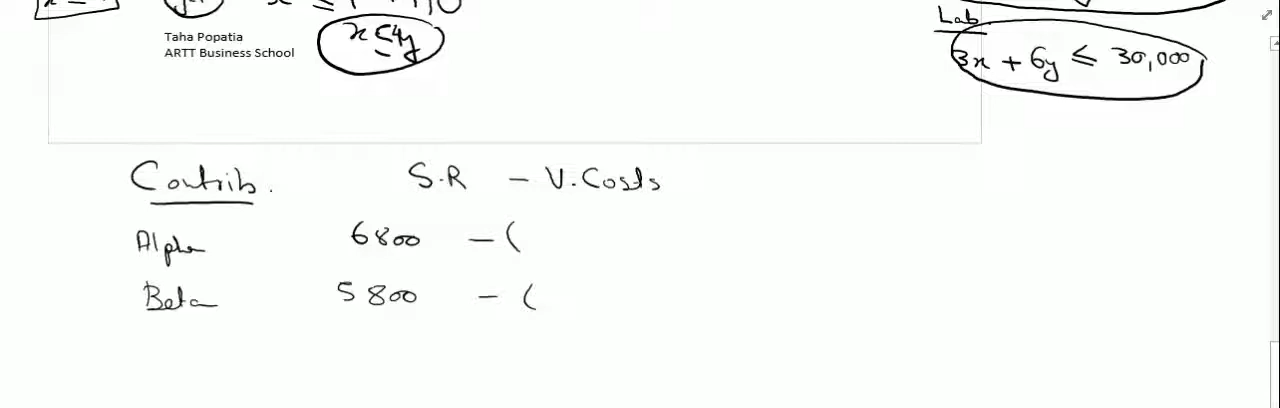 x ≤ 4y
Taha Popatia
ARTT Business School
Lab
3x + 6y ≤ 30,000
Contrib. S.R - V.Costs
Alpha 6800 - (
Beta 5800 - (